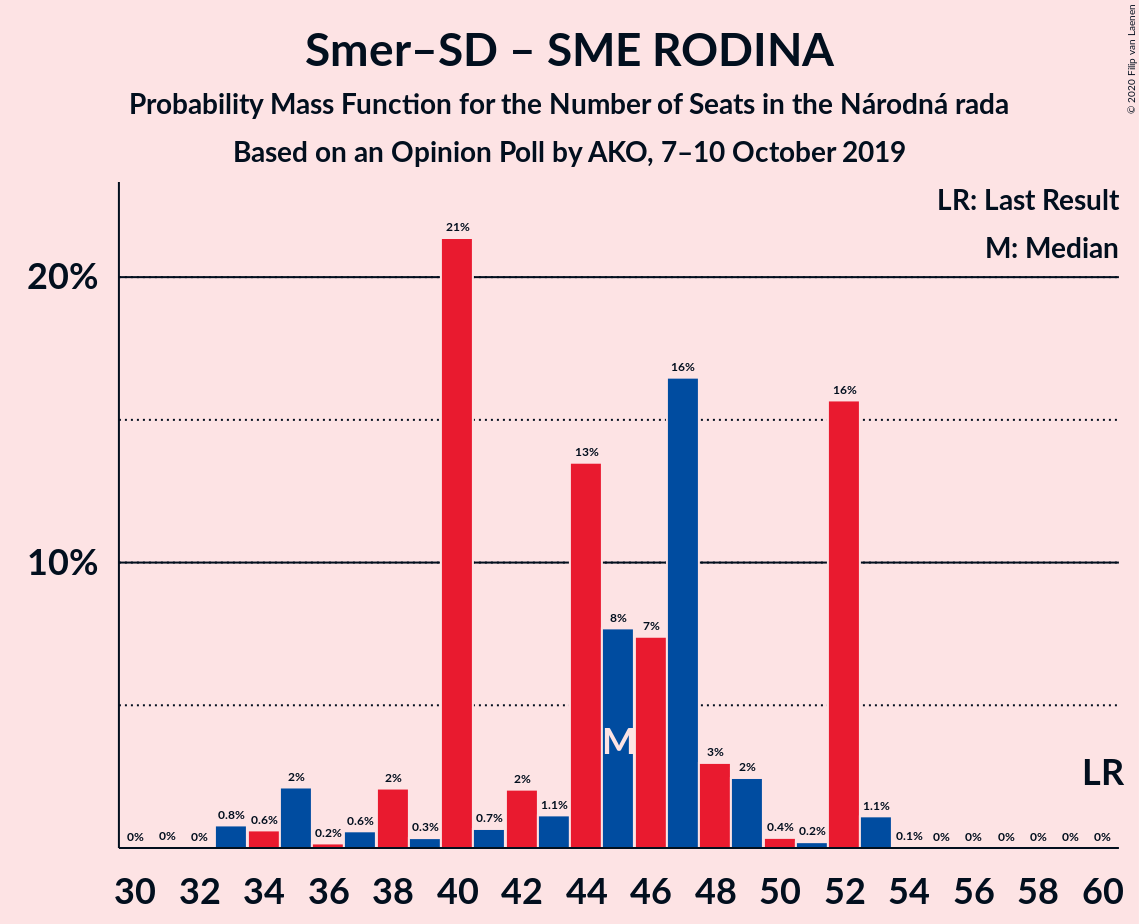 © 2020 Filip van Laenen
Smer–SD – SME RODINA
Probability Mass Function for the Number of Seats in the Národná rada
Based on an Opinion Poll by AKO, 7–10 October 2019
LR: Last Result
M: Median
20%
10%
0% 0% 0% 0.8% 0.6% 2% 0.2% 0.6% 2% 0.3% 21% 0.7% 2% 1.1% 13% 8% 7% 16% 3% 2% 0.4% 0.2% 16% 1.1% 0.1% 0% 0% 0% 0% 0% 0%
M
LR
30 32 34 36 38 40 42 44 46 48 50 52 54 56 58 60